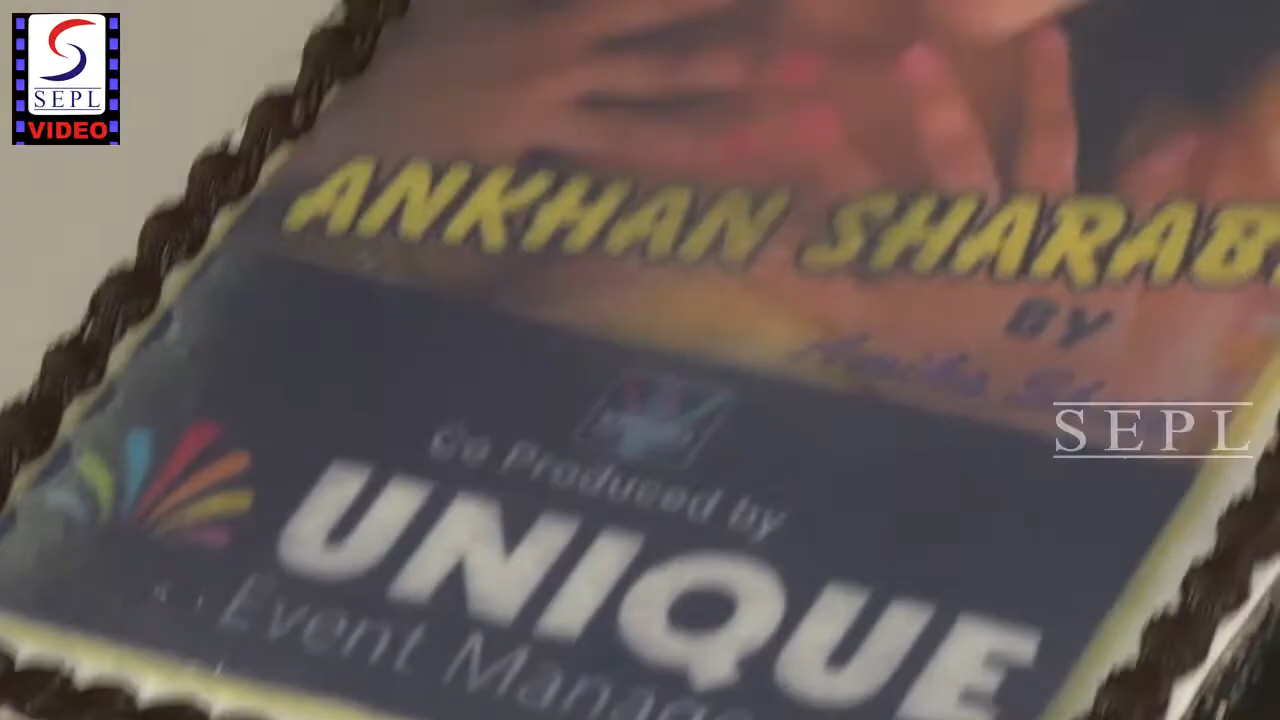 SEPL
VIDEO
ANKHAN SHARAB
BY
SEPL
Co Produced by
UNIQUE
Event Manage